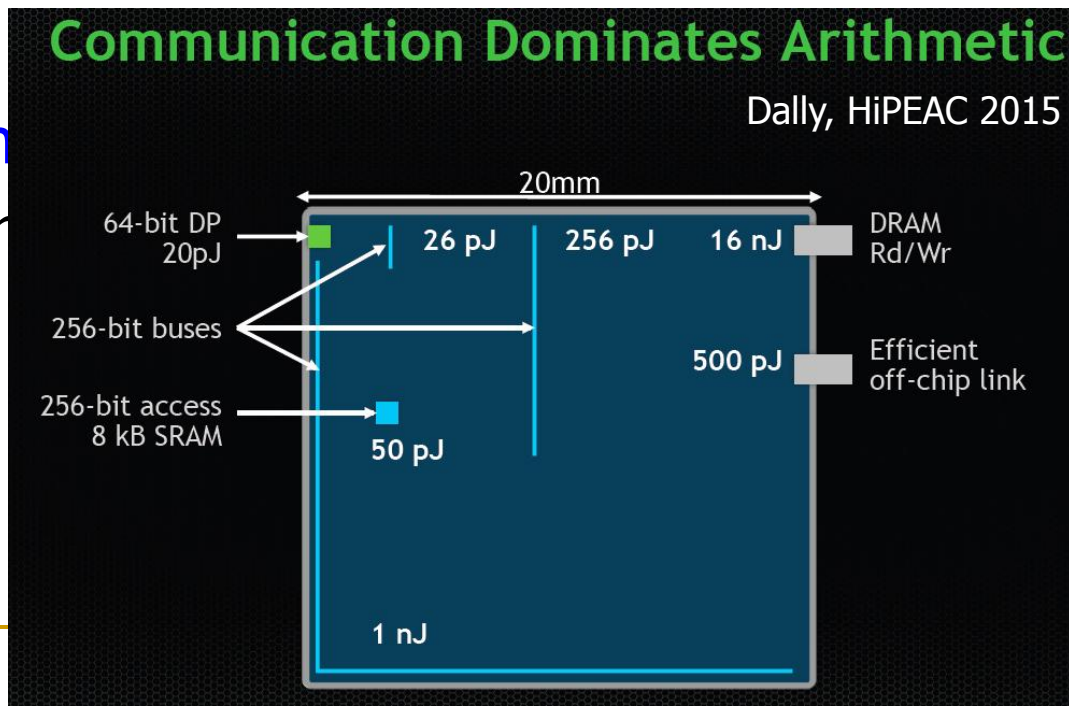 Communication Dominates Arithmetic
Dally, HiPEAC 2015
20mm
64-bit DP
20pJ
26 pJ
256 pJ
16 nJ
DRAM
Rd/Wr
256-bit buses
500 pJ
Efficient
off-chip link
256-bit access
8 kB SRAM
50 pJ
1 nJ